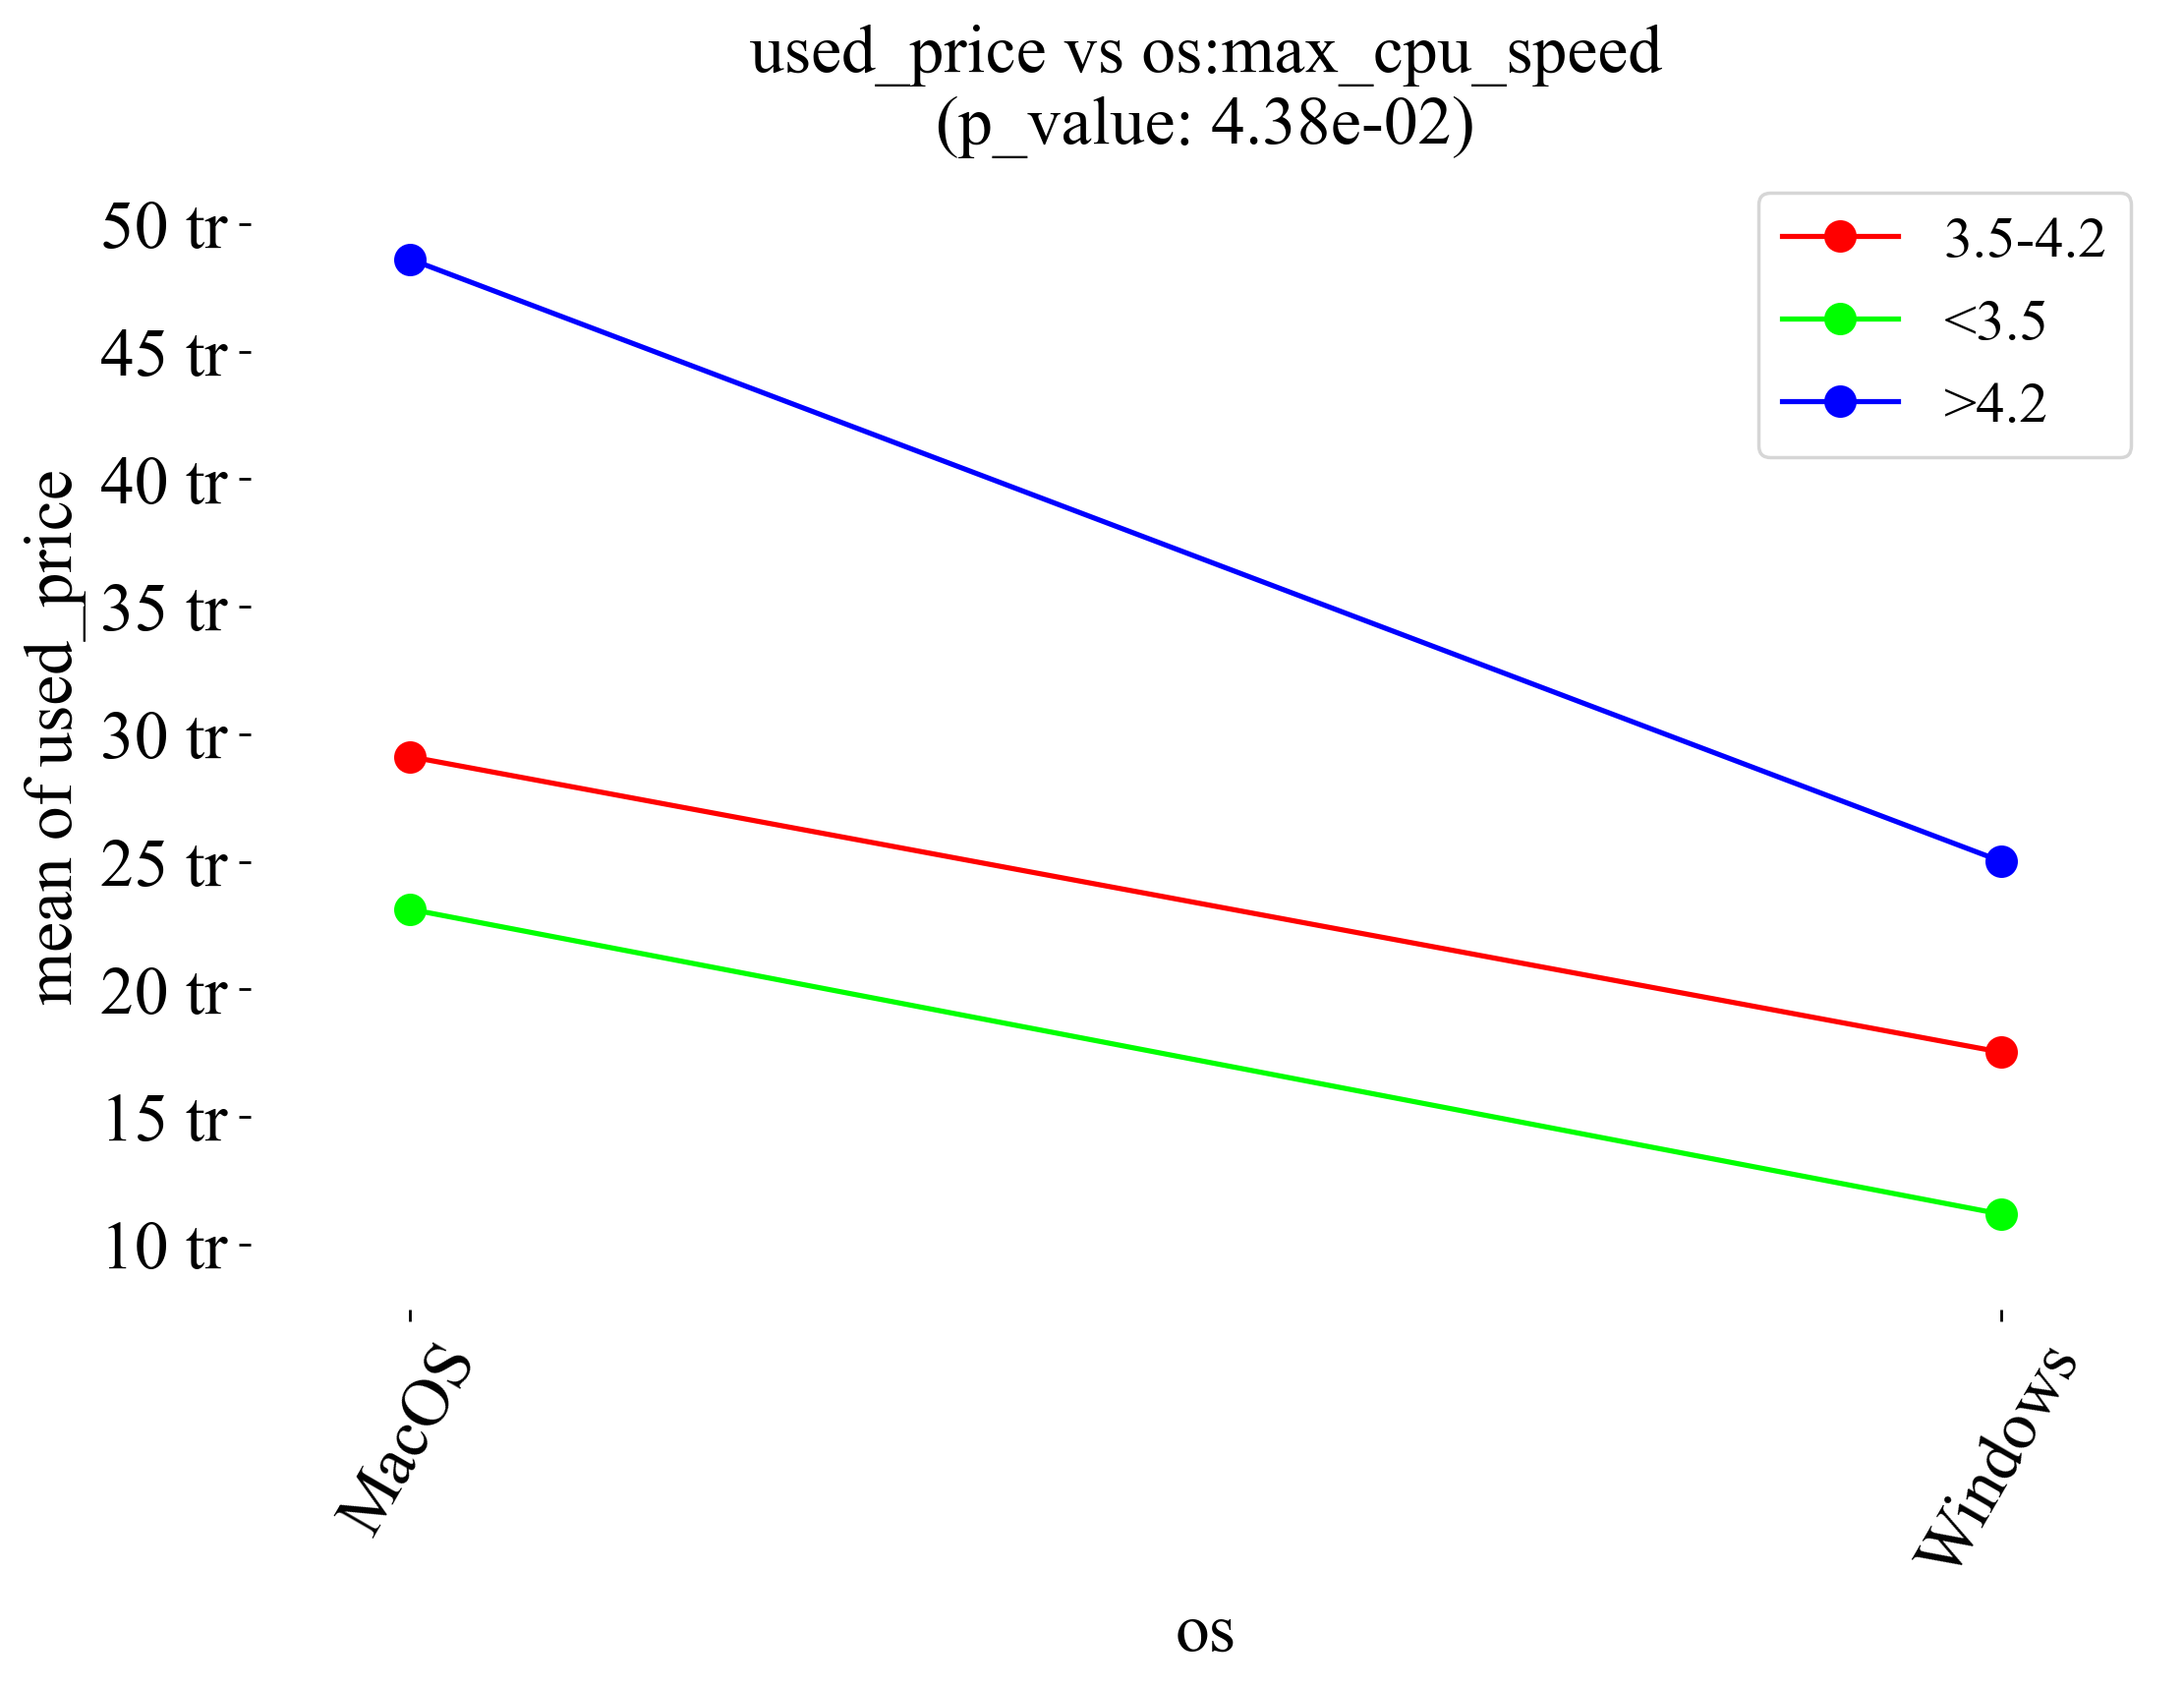 used_price vs os:max_cpu_speed
(p_value: 4.38e-02)
3.5-4.2
<3.5
>4.2
50 tr
45 tr
40 tr
35 tr
30 tr
25 tr
20 tr
15 tr
10 tr
mean of used_price
MacOS
Windows
os